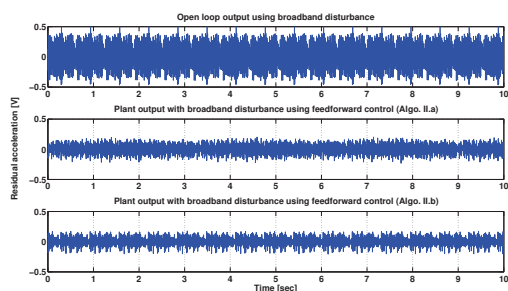 Open loop output using broadband disturbance
0.5
0
−0.5
0 1 2 3 4 5 6 7 8 9 10
Plant output with broadband disturbance using feedforward control (Algo. II.a)
0.5
0
−0.5
0 1 2 3 4 5 6 7 8 9 10
Residual acceleration [V]
Plant output with broadband disturbance using feedforward control (Algo. II.b)
0.5
0
−0.5
0 1 2 3 4 5 6 7 8 9 10
Time [sec]